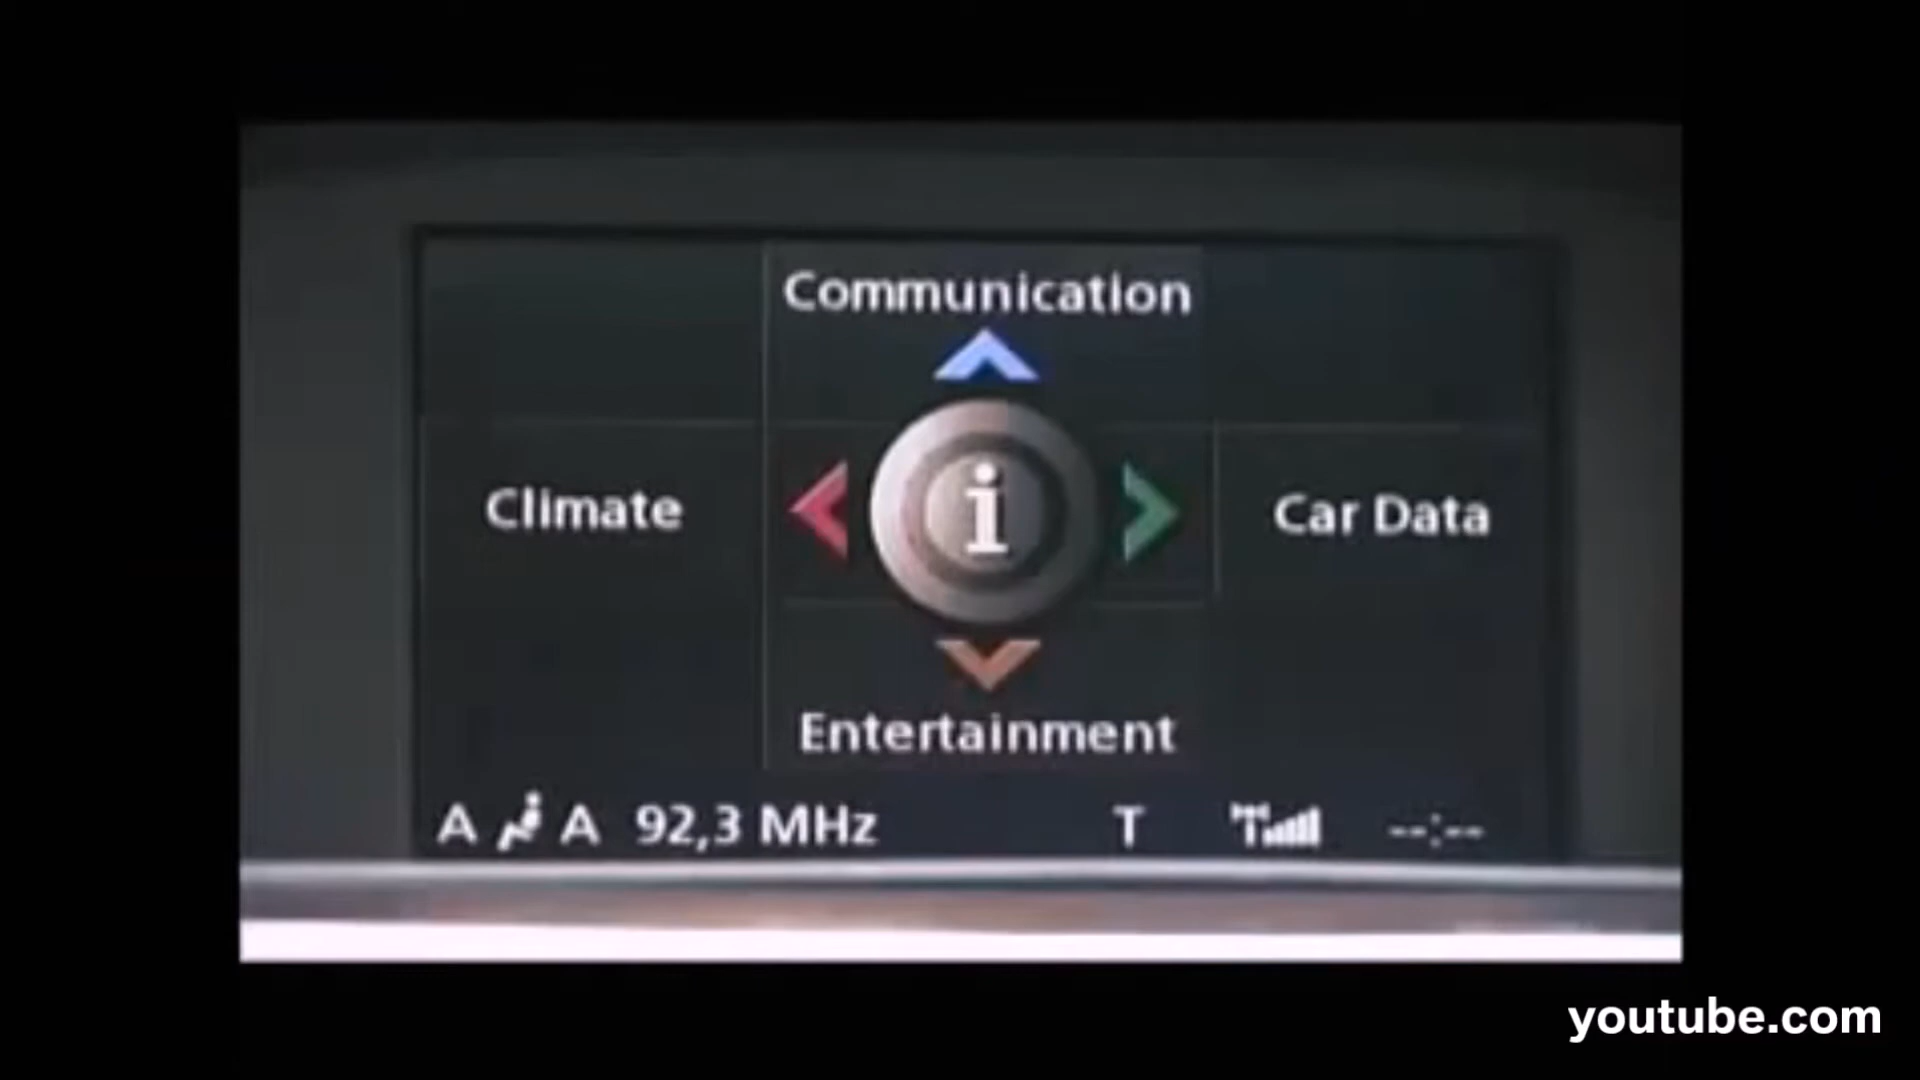 Communication
Climate
i
Car Data
Entertainment
A A 92,3 MHz T --:--
youtube.com